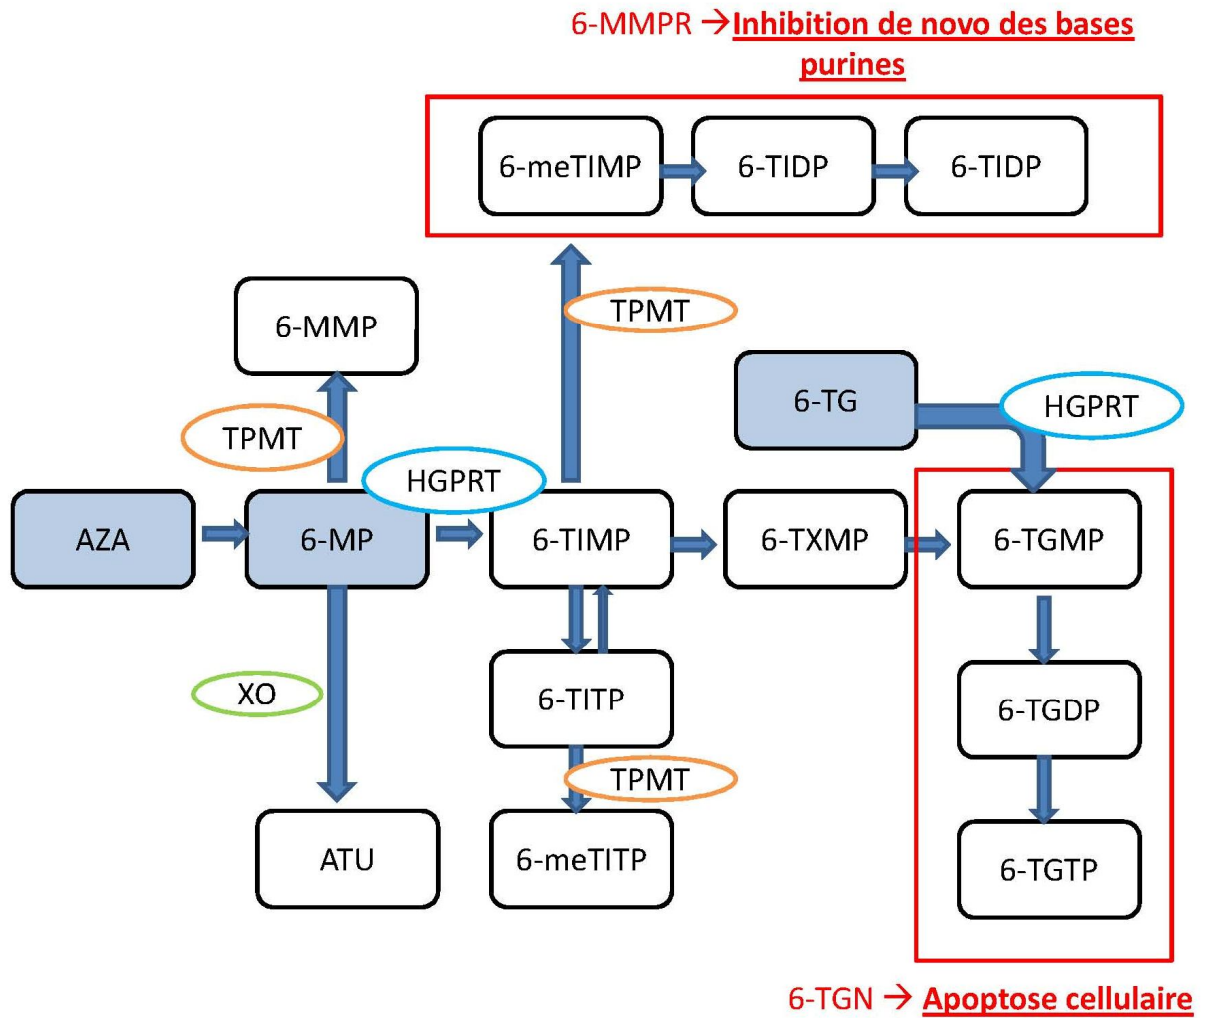 6-MMPR → Inhibition de novo des bases
purines
6-meTIMP
6-TIDP
6-TIDP
6-MMP
TPMT
TPMT
6-TG
HGPRT
HGPRT
AZA
6-MP
6-TIMP
6-TXMP
6-TGMP
XO
6-TITP
6-TGDP
TPMT
ATU
6-meTITP
6-TGTP
6-TGN → Apoptose cellulaire